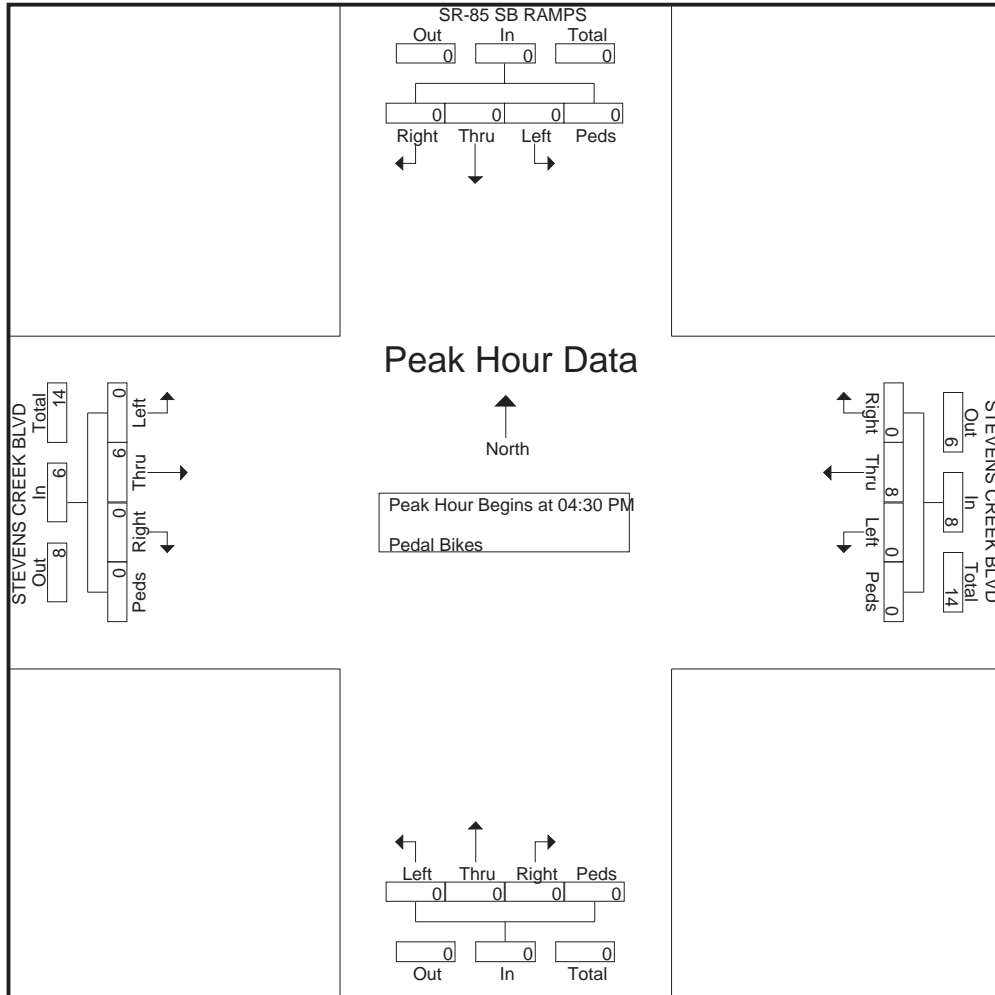 SR-85 SB RAMPS
Out In Total
0 0 0
0 0 0 0
Right Thru Left Peds
Peak Hour Data
North
Peak Hour Begins at 04:30 PM
Pedal Bikes
STEVENS CREEK BLVD
Total In Out
14 6 8
0 6 0 0
Left Thru Right Peds
STEVENS CREEK BLVD
Out In Total
6 8 14
0 8 0 0
Right Thru Left Peds
Left Thru Right Peds
0 0 0 0
0 0 0
Out In Total